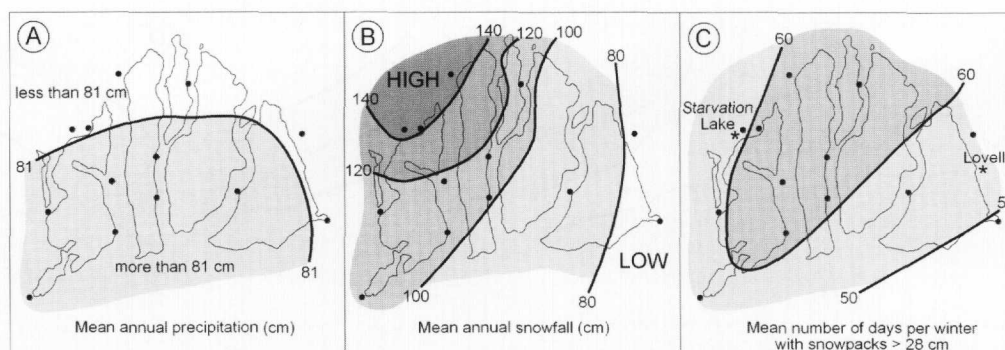 A
less than 81 cm
81
more than 81 cm
81
Mean annual precipitation (cm)
B
140
120
100
HIGH
80
140
120
LOW
100
80
Mean annual snowfall (cm)
C
60
60
Starvation
Lake
*
Lovell
*
5
50
Mean number of days per winter
with snowpacks > 28 cm